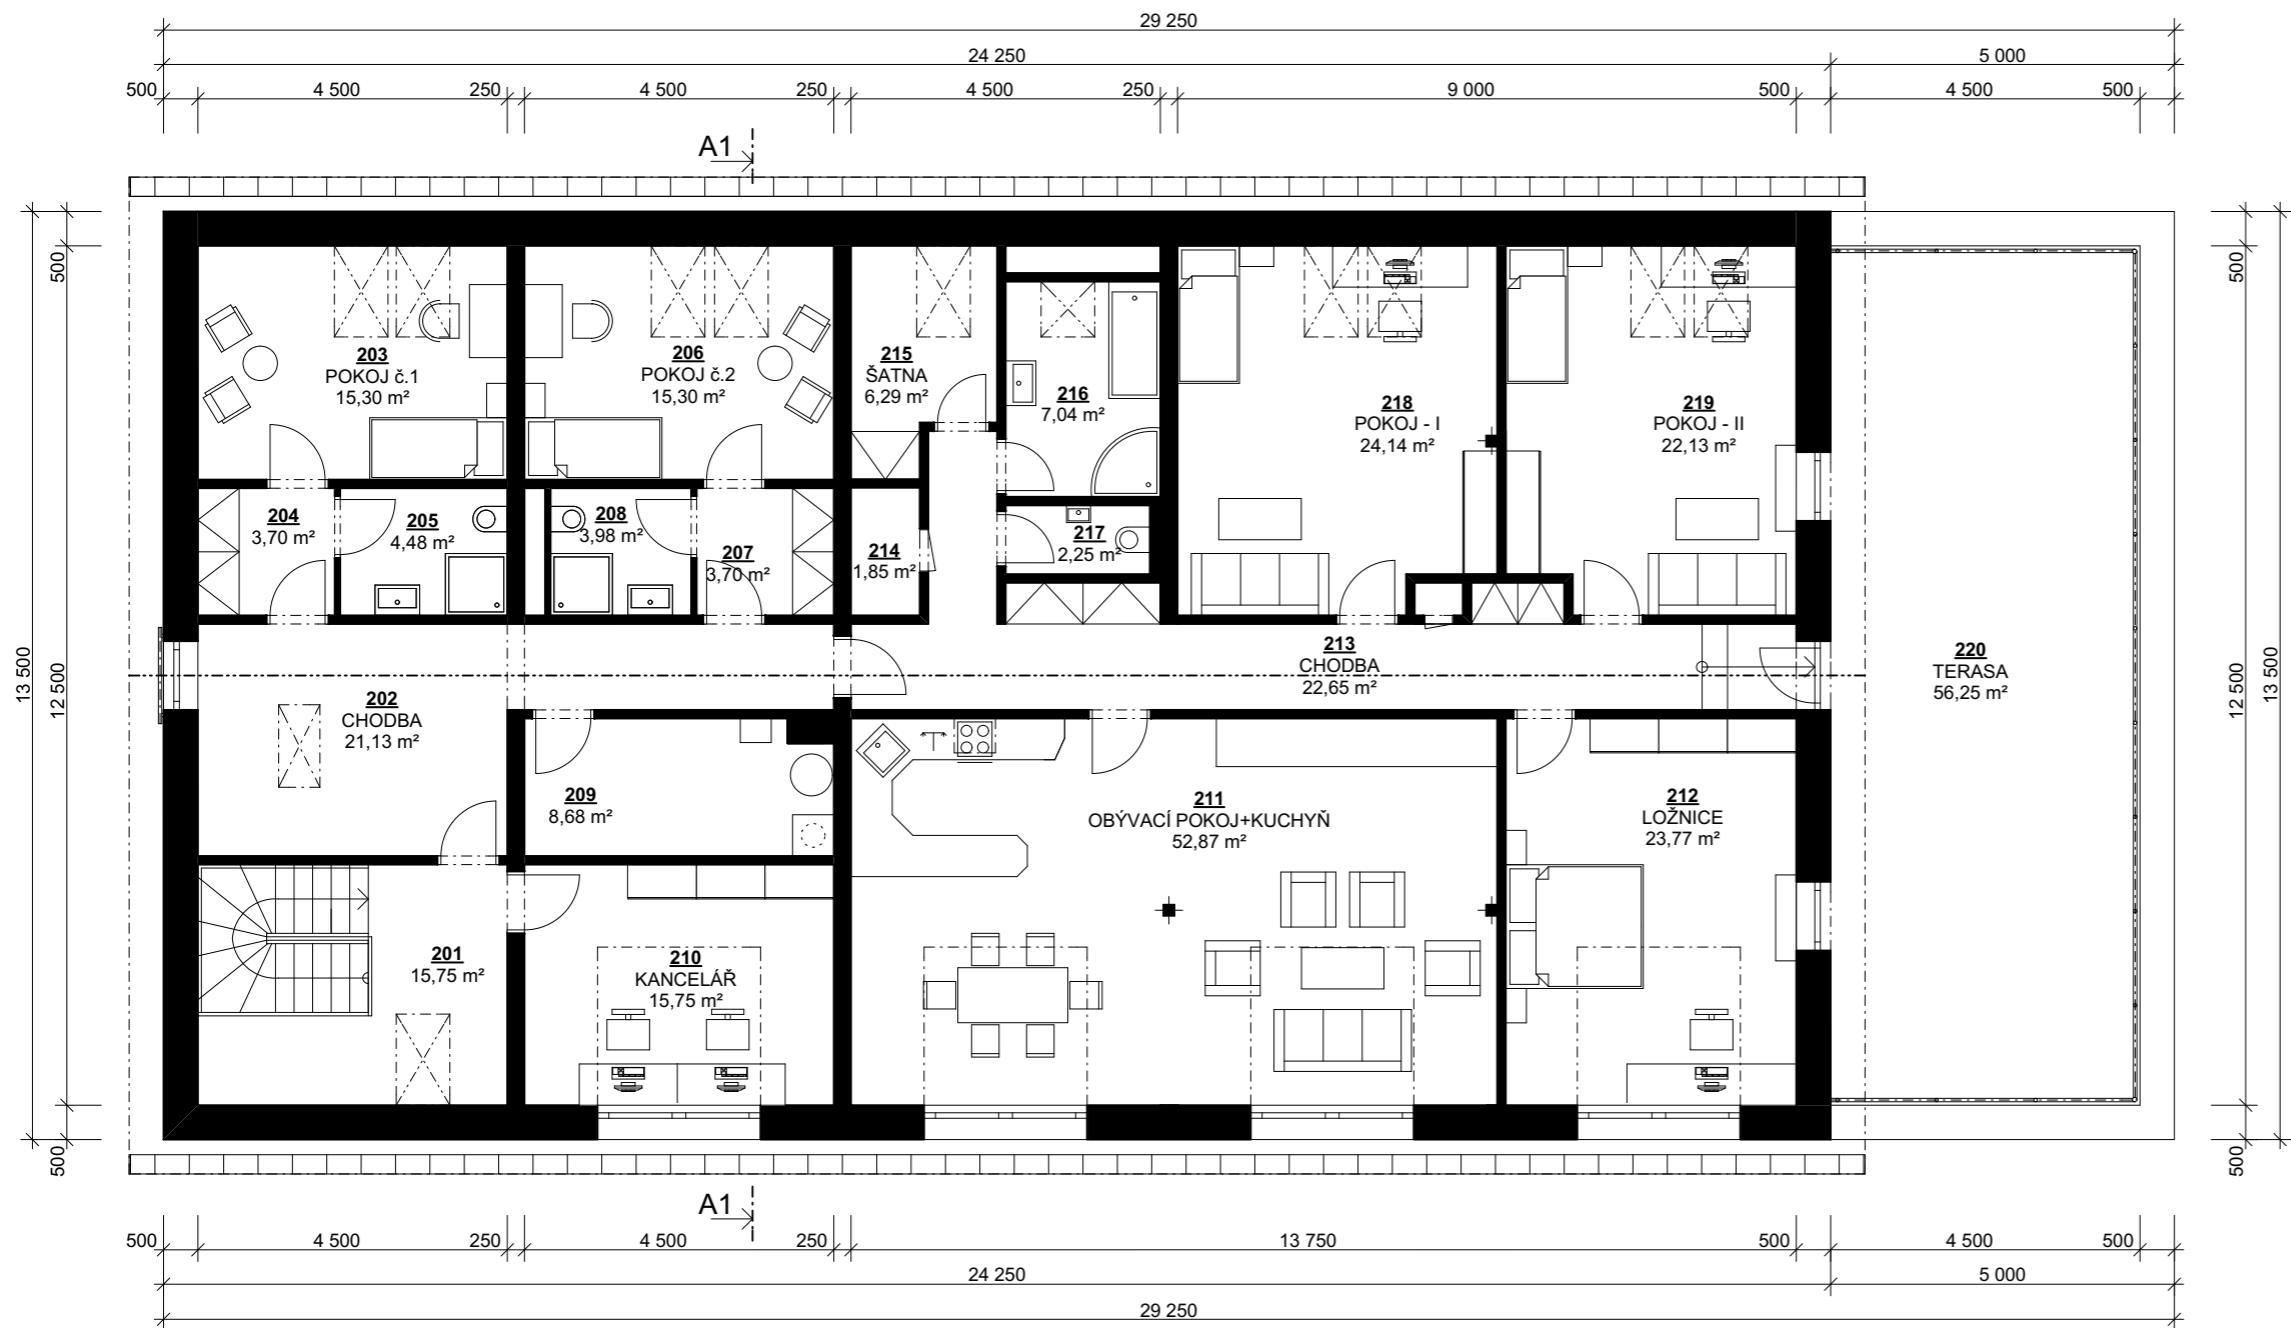 29 250
24 250
5 000
500
4 500
250
4 500
250
4 500
250
9 000
500
4 500
500
A1
500
13 500
12 500
500
500
12 500
13 500
500
203
POKOJ č.1
15,30 m²
206
POKOJ č.2
15,30 m²
215
ŠATNA
6,29 m²
216
7,04 m²
218
POKOJ - I
24,14 m²
219
POKOJ - II
22,13 m²
204
3,70 m²
205
4,48 m²
208
3,98 m²
207
3,70 m²
214
1,85 m²
217
2,25 m²
213
CHODBA
22,65 m²
220
TERASA
56,25 m²
202
CHODBA
21,13 m²
209
8,68 m²
211
OBÝVACÍ POKOJ+KUCHYŇ
52,87 m²
212
LOŽNICE
23,77 m²
201
15,75 m²
210
KANCELÁŘ
15,75 m²
A1
500
4 500
250
4 500
250
13 750
500
4 500
500
24 250
5 000
29 250